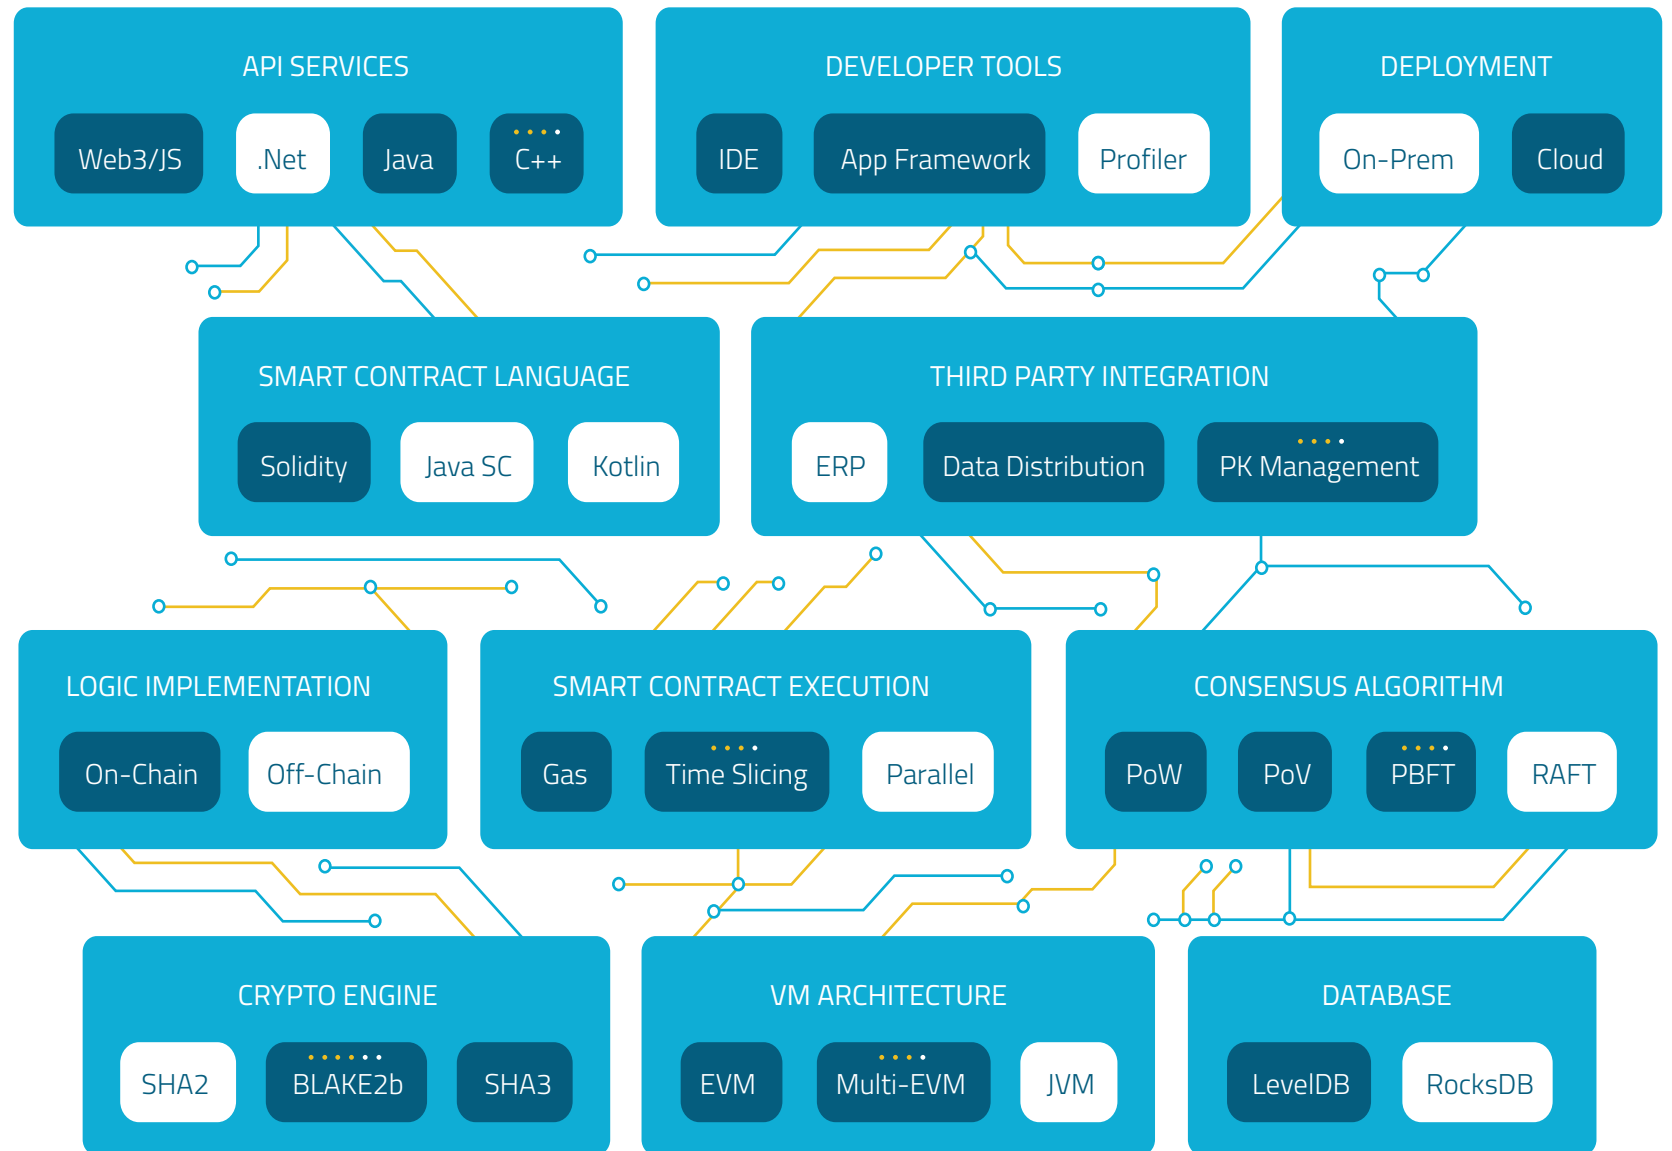 API SERVICES
Web3/JS
.Net
Java
C++
DEVELOPER TOOLS
IDE
App Framework
Profiler
DEPLOYMENT
On-Prem
Cloud
SMART CONTRACT LANGUAGE
Solidity
Java SC
Kotlin
THIRD PARTY INTEGRATION
ERP
Data Distribution
PK Management
LOGIC IMPLEMENTATION
On-Chain
Off-Chain
SMART CONTRACT EXECUTION
Gas
Time Slicing
Parallel
CONSENSUS ALGORITHM
PoW
PoV
PBFT
RAFT
CRYPTO ENGINE
SHA2
BLAKE2b
SHA3
VM ARCHITECTURE
EVM
Multi-EVM
JVM
DATABASE
LevelDB
RocksDB